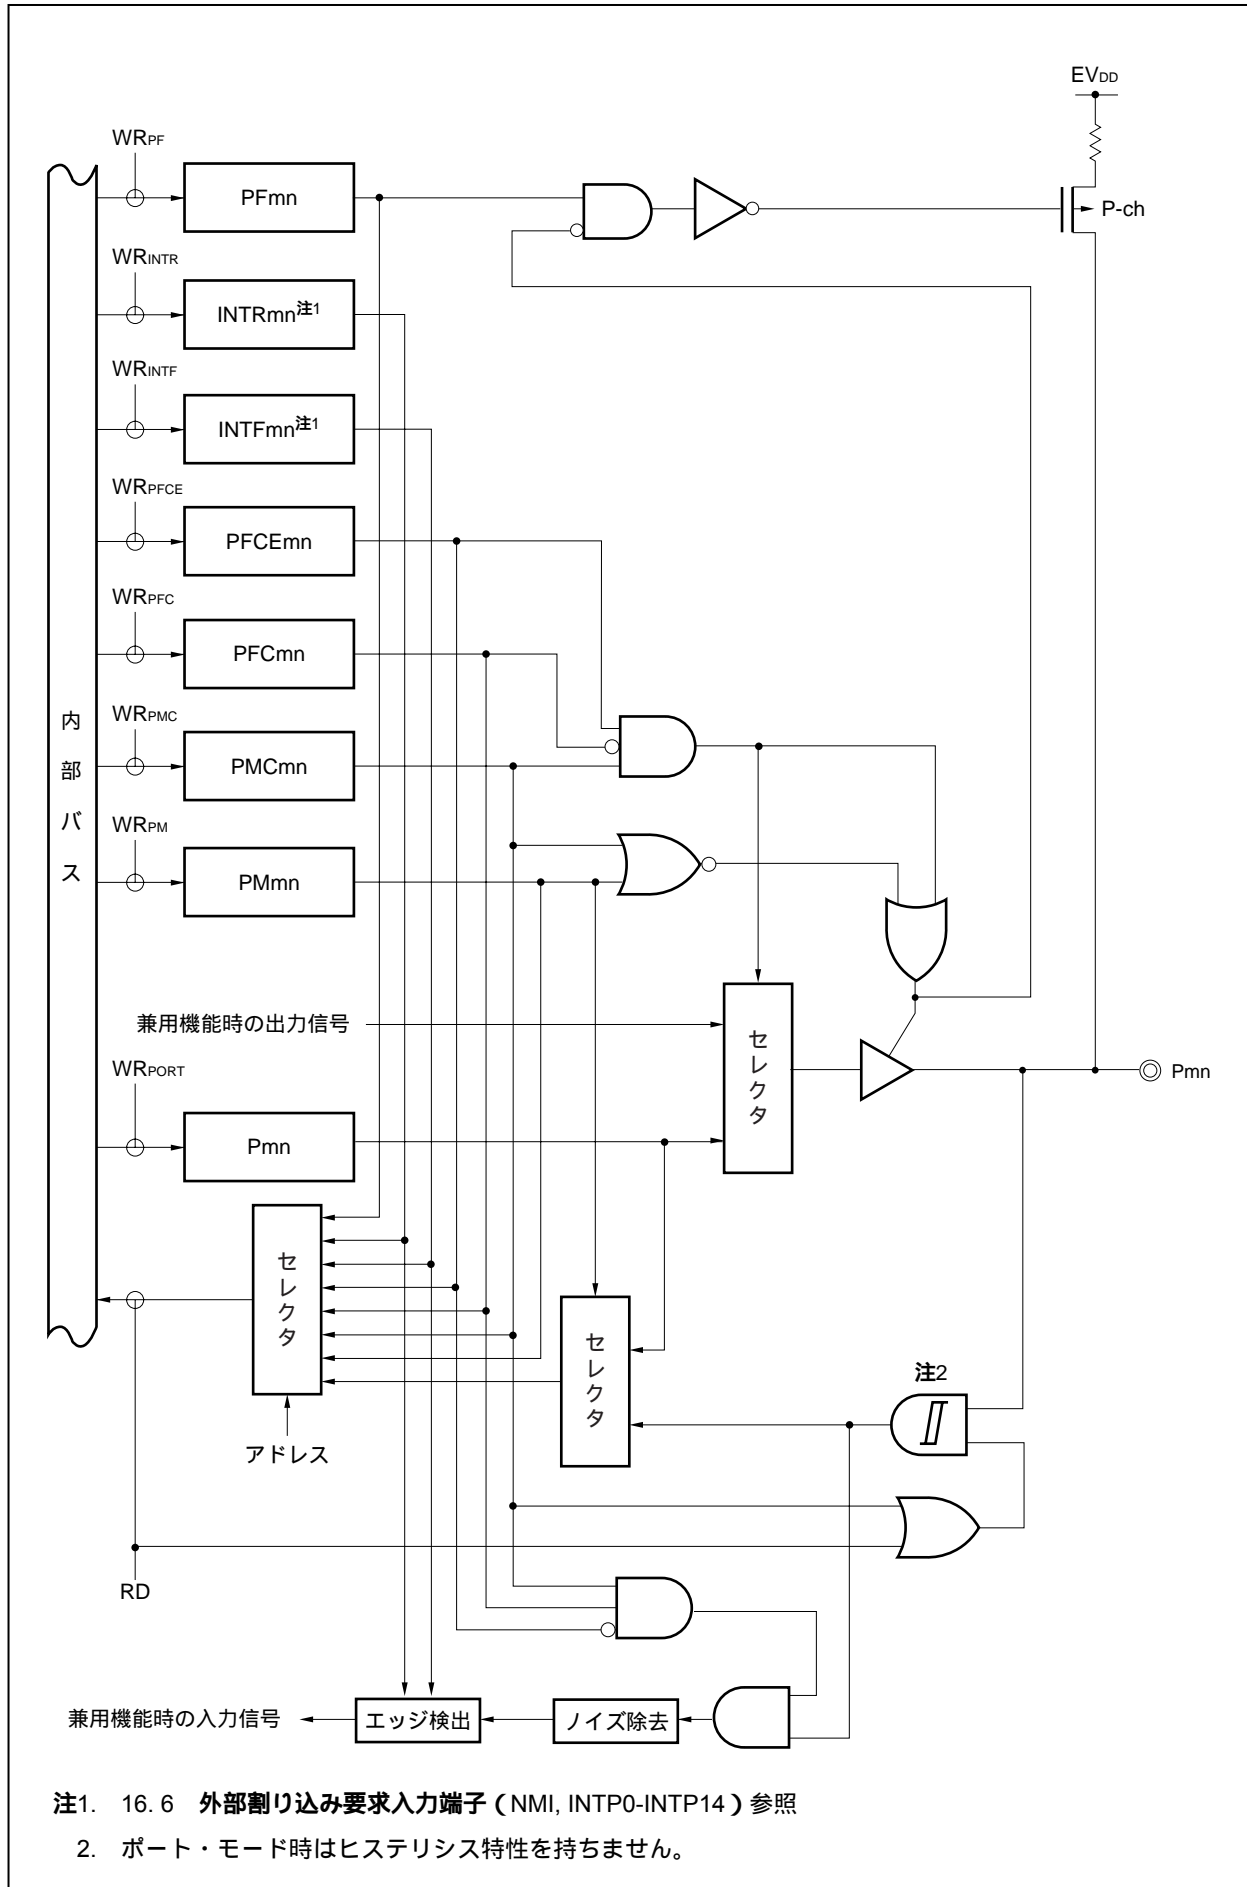 EVDD
WRPF
PFmn
P-ch
WRINTR
INTRmn注1
WRINTF
INTFmn注1
WRPFCE
PFCEmn
WRPFC
PFCmn
内部バス
WRPMC
PMCmn
WRPM
PMmn
兼用機能時の出力信号
セレクタ
WRPORT
Pmn
Pmn
セレクタ
セレクタ
注2
アドレス
RD
兼用機能時の入力信号
エッジ検出
ノイズ除去
注1. 16. 6 外部割り込み要求入力端子(NMI, INTP0-INTP14)参照
2. ポート・モード時はヒステリシス特性を持ちません。